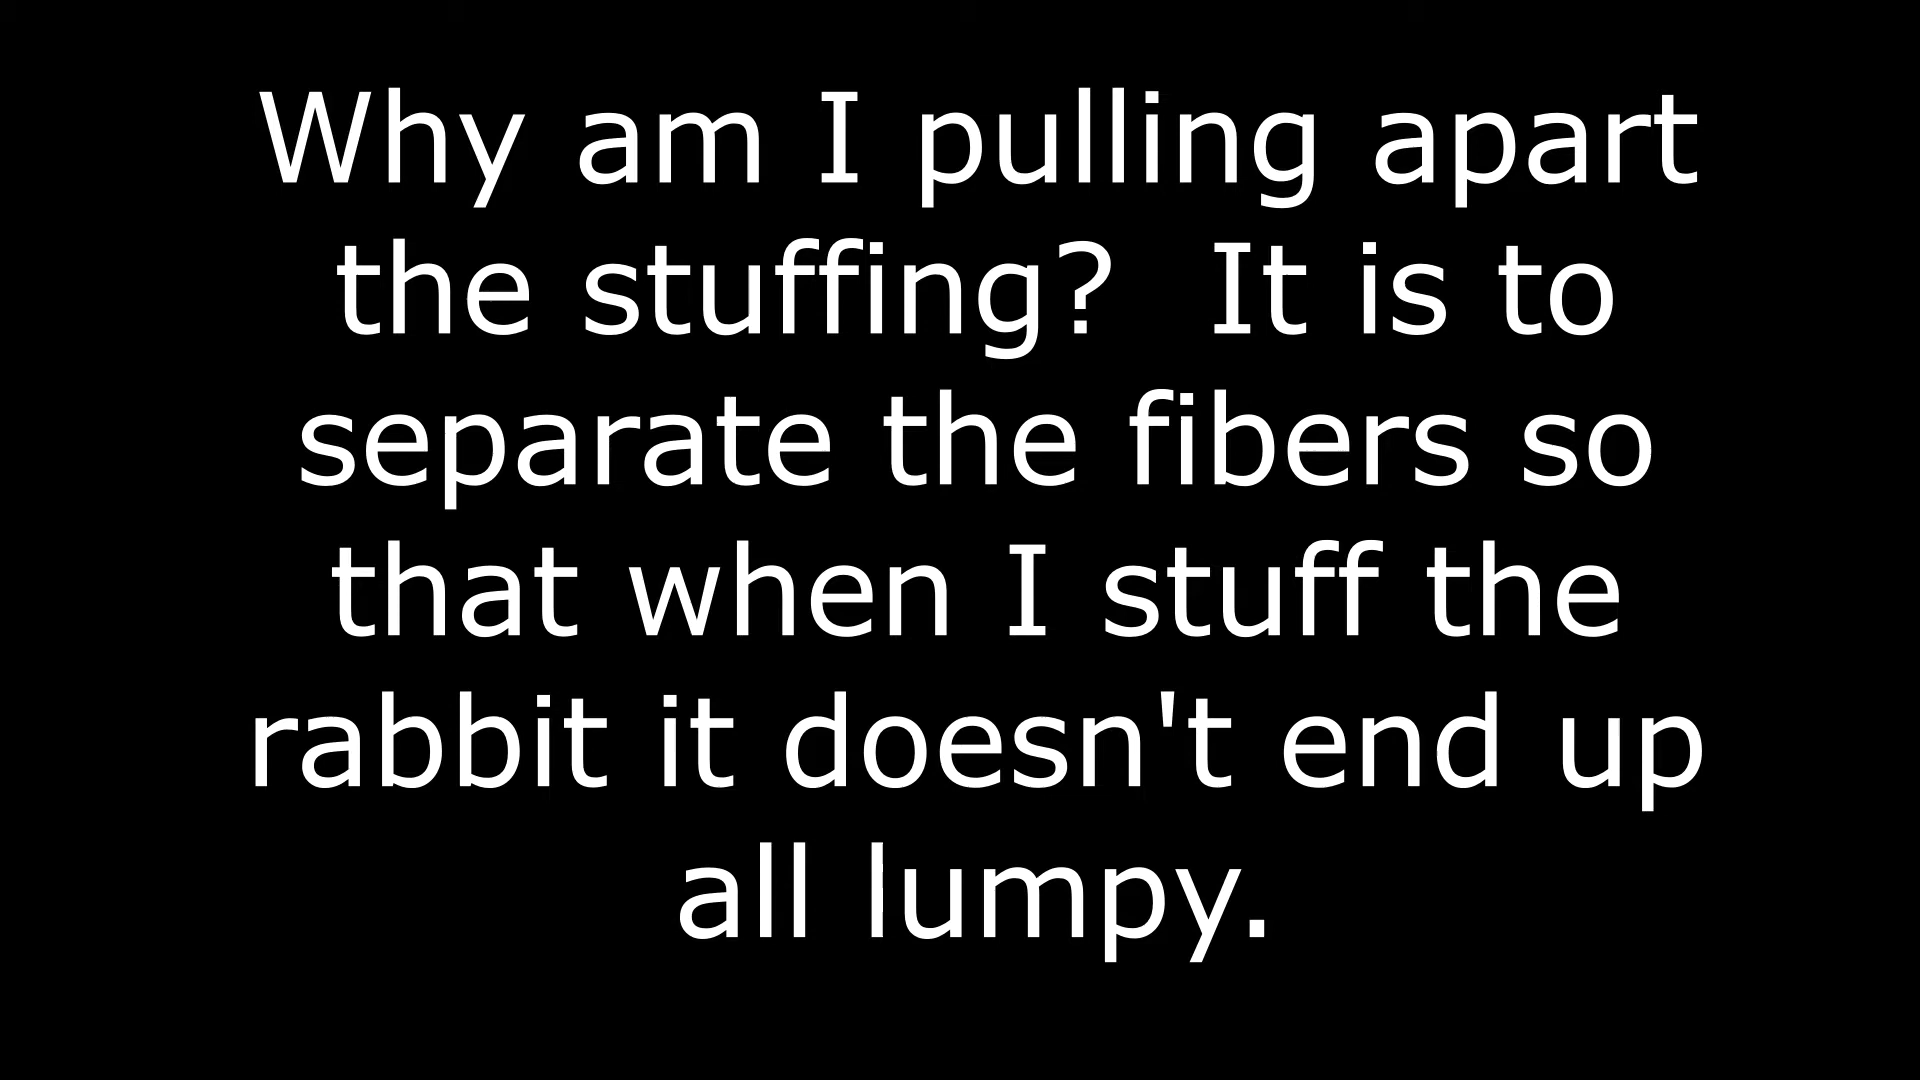 Why am I pulling apart
the stuffing?  It is to
separate the fibers so
that when I stuff the
rabbit it doesn't end up
all lumpy.